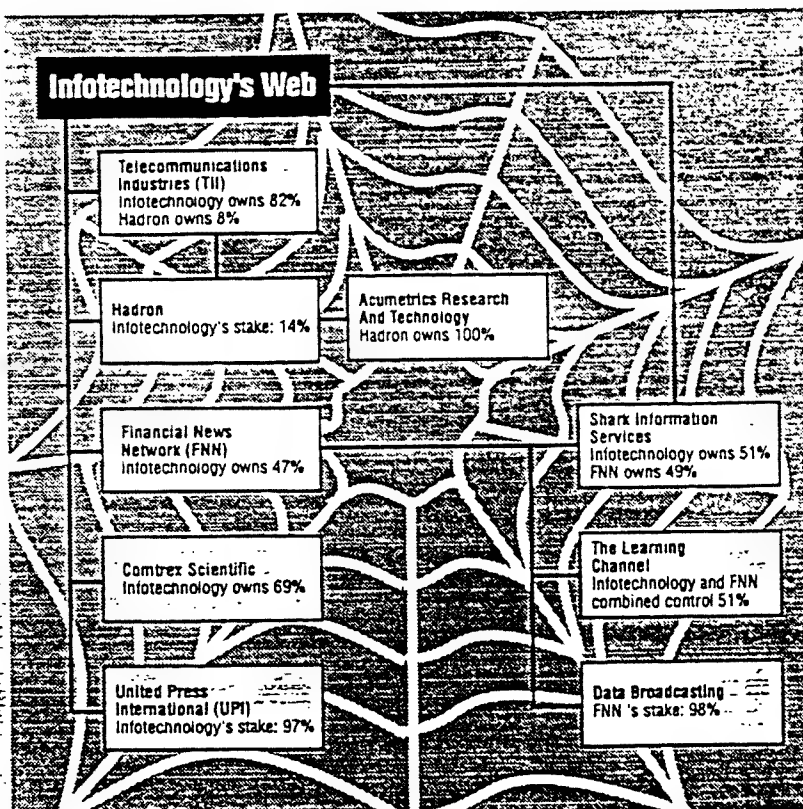 Infotechnology's Web
Telecommunications
Industries (TII)
Infotechnology owns 82%
Hadron owns 8%
Hadron
Infotechnology's stake: 14%
Acumetrics Research
And Technology
Hadron owns 100%
Financial News
Network (FNN)
Infotechnology owns 47%
Shark Information
Services
Infotechnology owns 51%
FNN owns 49%
Comtrex Scientific
Infotechnology owns 69%
The Learning
Channel
Infotechnology and FNN
combined control 51%
United Press
International (UPI)
Infotechnology's stake: 97%
Data Broadcasting
FNN 's stake: 98%